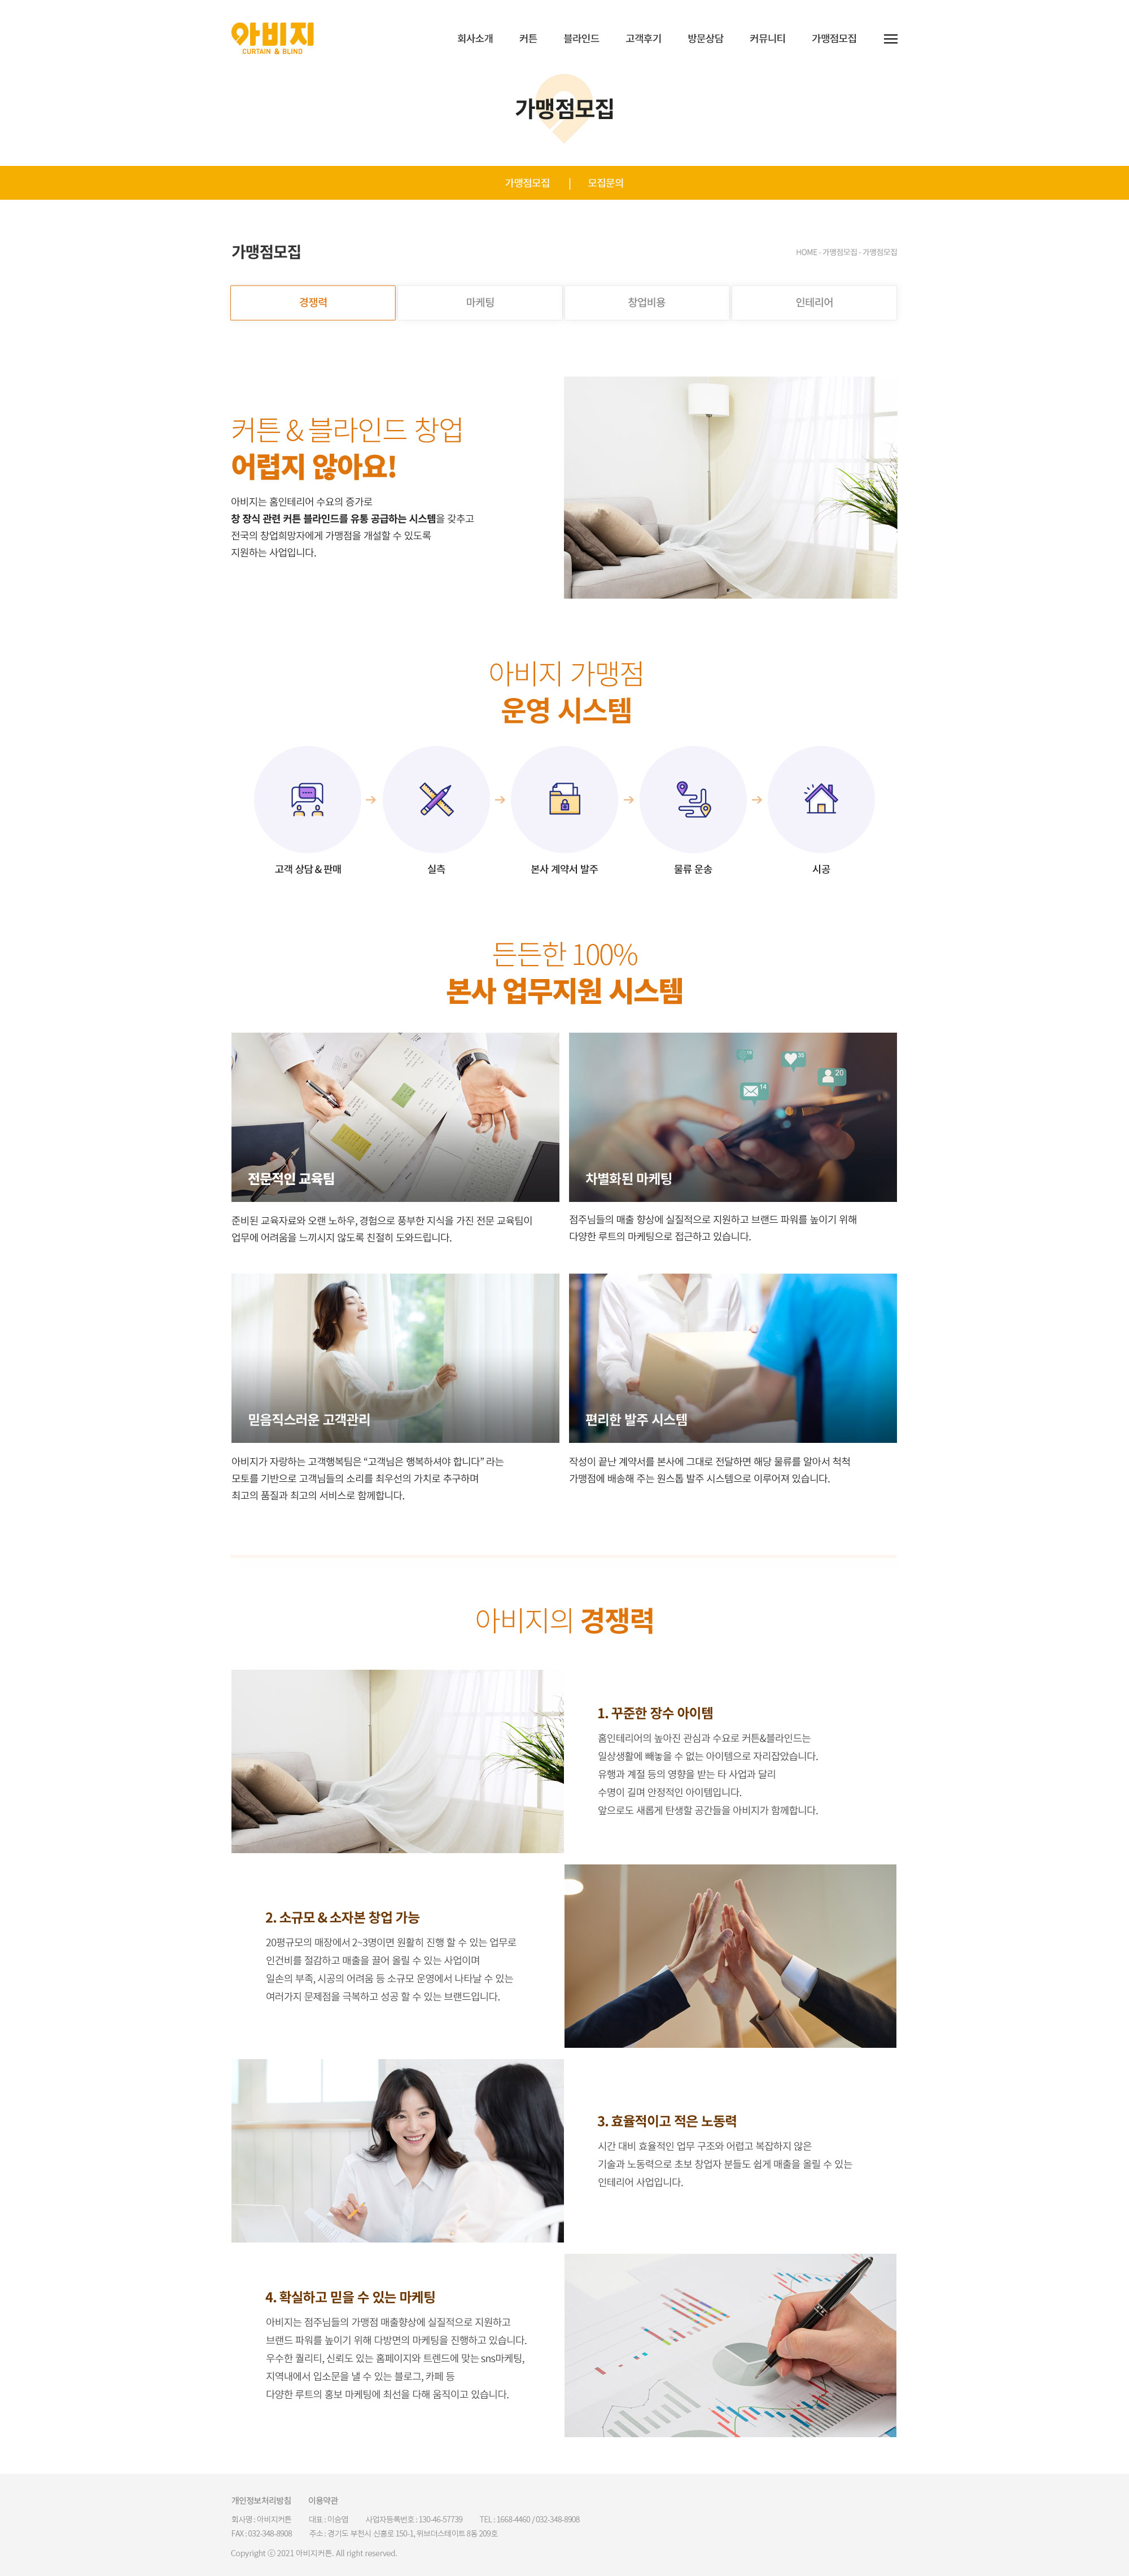 아비지
CURTAIN & BLIND
회사소개 커튼 블라인드 고객후기 방문상담 커뮤니티 가맹점모집
가맹점모집
가맹점모집 | 모집문의
가맹점모집
HOME - 가맹점모집 - 가맹점모집
경쟁력 마케팅 창업비용 인테리어
커튼 & 블라인드 창업
어렵지 않아요!
아비지는 홈인테리어 수요의 증가로
창 장식 관련 커튼 블라인드를 유통 공급하는 시스템을 갖추고
전국의 창업희망자에게 가맹점을 개설할 수 있도록
지원하는 사업입니다.
아비지 가맹점
운영 시스템
고객 상담 & 판매 실측 본사 계약서 발주 물류 운송 시공
든든한 100%
본사 업무지원 시스템
전문적인 교육팀
준비된 교육자료와 오랜 노하우, 경험으로 풍부한 지식을 가진 전문 교육팀이
업무에 어려움을 느끼시지 않도록 친절히 도와드립니다.
35
20
14
차별화된 마케팅
점주님들의 매출 향상에 실질적으로 지원하고 브랜드 파워를 높이기 위해
다양한 루트의 마케팅으로 접근하고 있습니다.
믿음직스러운 고객관리
아비지가 자랑하는 고객행복팀은 “고객님은 행복하셔야 합니다” 라는
모토를 기반으로 고객님들의 소리를 최우선의 가치로 추구하며
최고의 품질과 최고의 서비스로 함께합니다.
편리한 발주 시스템
작성이 끝난 계약서를 본사에 그대로 전달하면 해당 물류를 알아서 척척
가맹점에 배송해 주는 원스톱 발주 시스템으로 이루어져 있습니다.
아비지의 경쟁력
1. 꾸준한 장수 아이템
홈인테리어의 높아진 관심과 수요로 커튼&블라인드는
일상생활에 빼놓을 수 없는 아이템으로 자리잡았습니다.
유행과 계절 등의 영향을 받는 타 사업과 달리
수명이 길며 안정적인 아이템입니다.
앞으로도 새롭게 탄생할 공간들을 아비지가 함께합니다.
2. 소규모 & 소자본 창업 가능
20평규모의 매장에서 2~3명이면 원활히 진행 할 수 있는 업무로
인건비를 절감하고 매출을 끌어 올릴 수 있는 사업이며
일손의 부족, 시공의 어려움 등 소규모 운영에서 나타날 수 있는
여러가지 문제점을 극복하고 성공 할 수 있는 브랜드입니다.
3. 효율적이고 적은 노동력
시간 대비 효율적인 업무 구조와 어렵고 복잡하지 않은
기술과 노동력으로 초보 창업자 분들도 쉽게 매출을 올릴 수 있는
인테리어 사업입니다.
4. 확실하고 믿을 수 있는 마케팅
아비지는 점주님들의 가맹점 매출향상에 실질적으로 지원하고
브랜드 파워를 높이기 위해 다방면의 마케팅을 진행하고 있습니다.
우수한 퀄리티, 신뢰도 있는 홈페이지와 트렌드에 맞는 sns마케팅,
지역내에서 입소문을 낼 수 있는 블로그, 카페 등
다양한 루트의 홍보 마케팅에 최선을 다해 움직이고 있습니다.
개인정보처리방침 이용약관
회사명 : 아비지커튼 대표 : 이승엽 사업자등록번호 : 130-46-57739 TEL : 1668-4460 / 032-348-8908
FAX : 032-348-8908 주소 : 경기도 부천시 신흥로 150-1, 위브더스테이트 8동 209호
Copyright ⓒ 2021 아비지커튼. All right reserved.